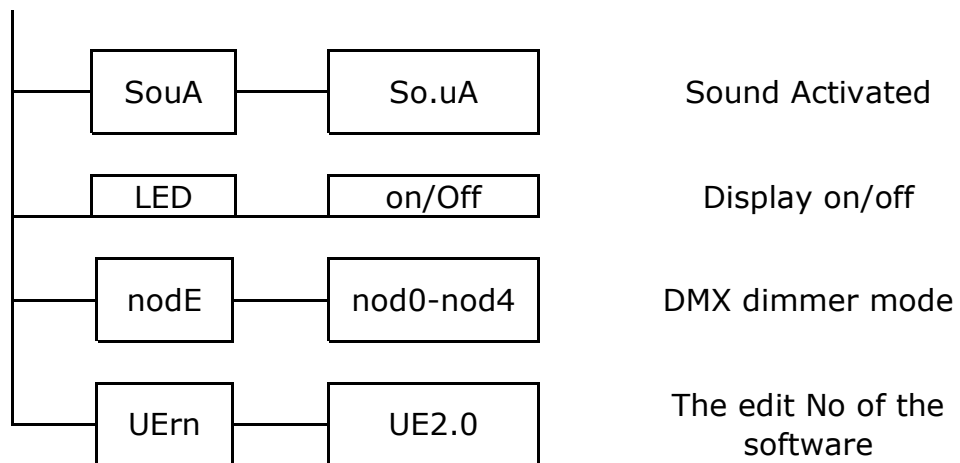 SouA So.uA Sound Activated
LED on/Off Display on/off
nodE nod0-nod4 DMX dimmer mode
UErn UE2.0 The edit No of the
software